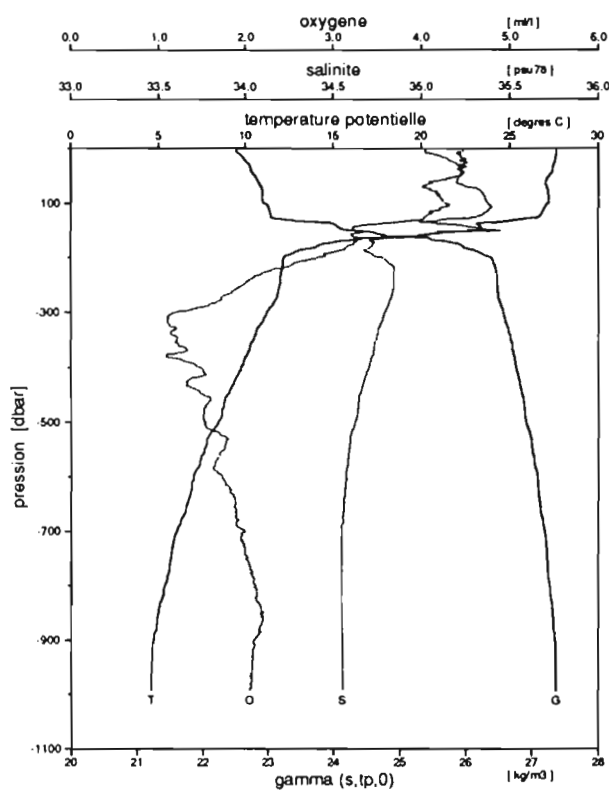 oxygene [ ml/l ]
0.0 1.0 2.0 3.0 4.0 5.0 6.0
salinite [ psu78 ]
33.0 33.5 34.0 34.5 35.0 35.5 36.0
temperature potentielle [ degres C ]
0 5 10 15 20 25 30
100
-300
-500
-700
-900
-1100
pression [dbar]
T O S G
20 21 22 23 24 25 26 27 28
gamma (s,tp,0) [ kg/m3 ]